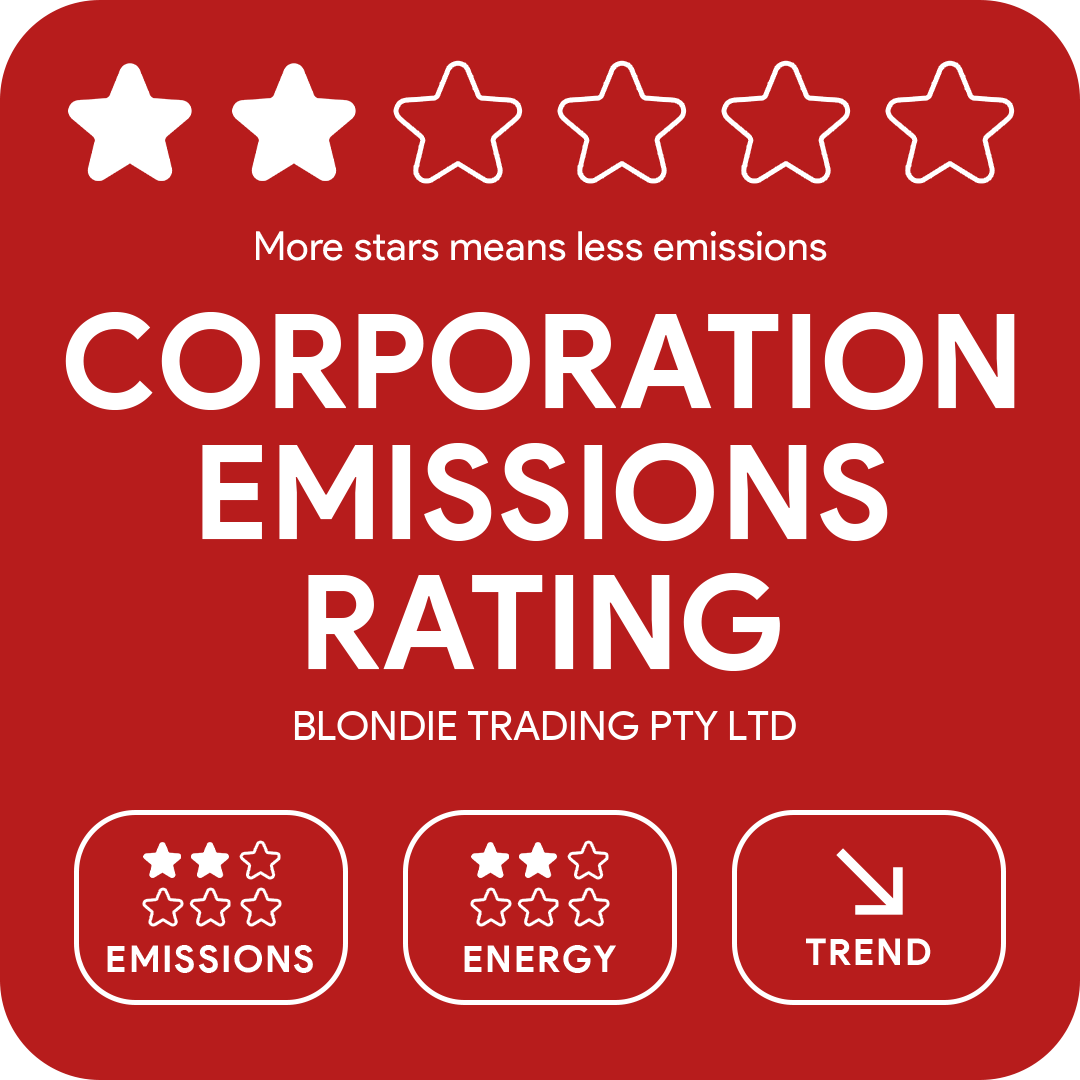 More stars means less emissions
CORPORATION
EMISSIONS
RATING
BLONDIE TRADING PTY LTD
EMISSIONS
ENERGY
TREND